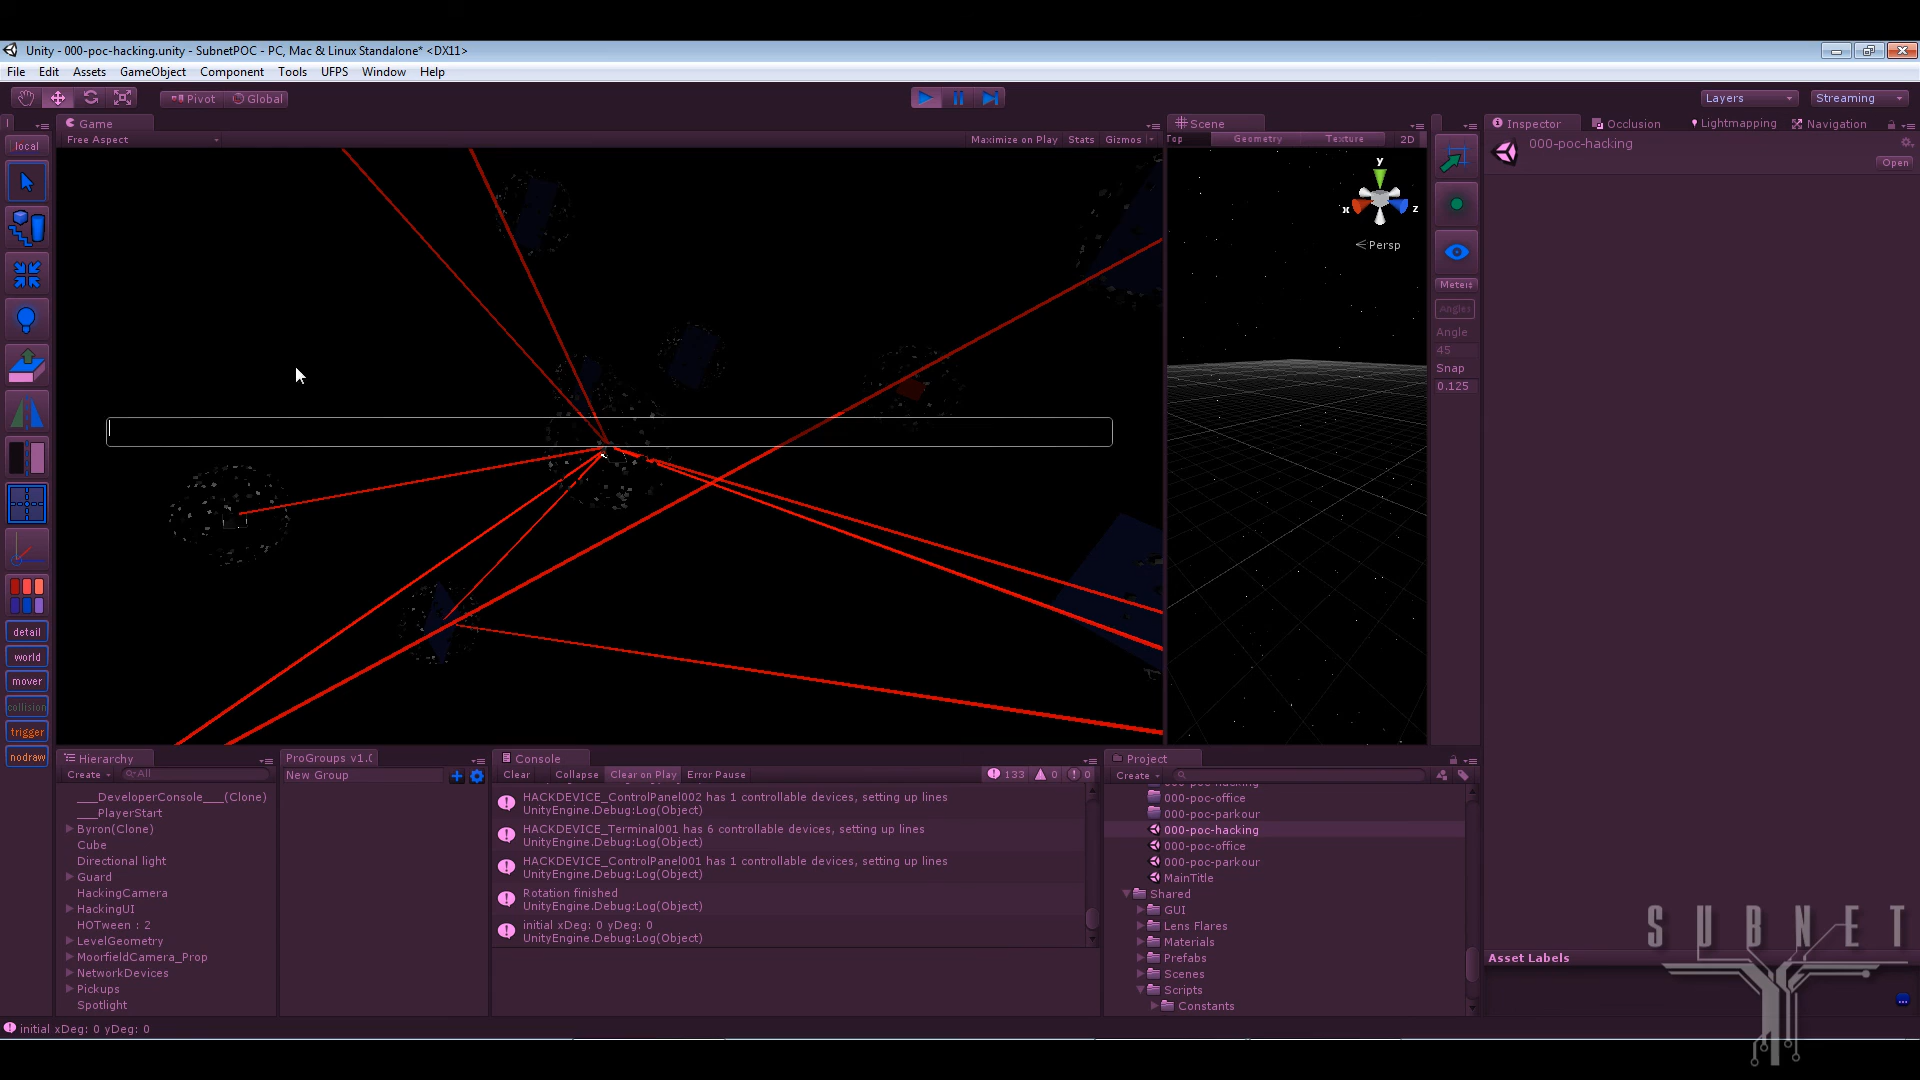 Unity - 000-poc-hacking.unity - SubnetPOC - PC, Mac & Linux Standalone* <DX11>
File Edit Assets GameObject Component Tools UFPS Window Help
Pivot Global
Layers Streaming
Game
Free Aspect
Maximize on Play Stats Gizmos
Scene
Top Geometry Texture 2D
y
x z
Persp
Inspector Occlusion Lightmapping Navigation
000-poc-hacking
Open
local
detail
world
mover
collision
trigger
nodraw
Meters
Angles
Angle
45
Snap
0.125
Hierarchy
Create All
___DeveloperConsole___(Clone)
___PlayerStart
Byron(Clone)
Cube
Directional light
Guard
HackingCamera
HackingUI
HOTween : 2
LevelGeometry
MoorfieldCamera_Prop
NetworkDevices
Pickups
Spotlight
ProGroups v1.0
New Group
Console
Clear Collapse Clear on Play Error Pause 133 0 0
HACKDEVICE_ControlPanel002 has 1 controllable devices, setting up lines
UnityEngine.Debug:Log(Object)
HACKDEVICE_Terminal001 has 6 controllable devices, setting up lines
UnityEngine.Debug:Log(Object)
HACKDEVICE_ControlPanel001 has 1 controllable devices, setting up lines
UnityEngine.Debug:Log(Object)
Rotation finished
UnityEngine.Debug:Log(Object)
initial xDeg: 0 yDeg: 0
UnityEngine.Debug:Log(Object)
Project
Create
000-poc-office
000-poc-parkour
000-poc-hacking
000-poc-office
000-poc-parkour
MainTitle
Shared
GUI
Lens Flares
Materials
Prefabs
Scenes
Scripts
Constants
Asset Labels
SUBNET
initial xDeg: 0 yDeg: 0